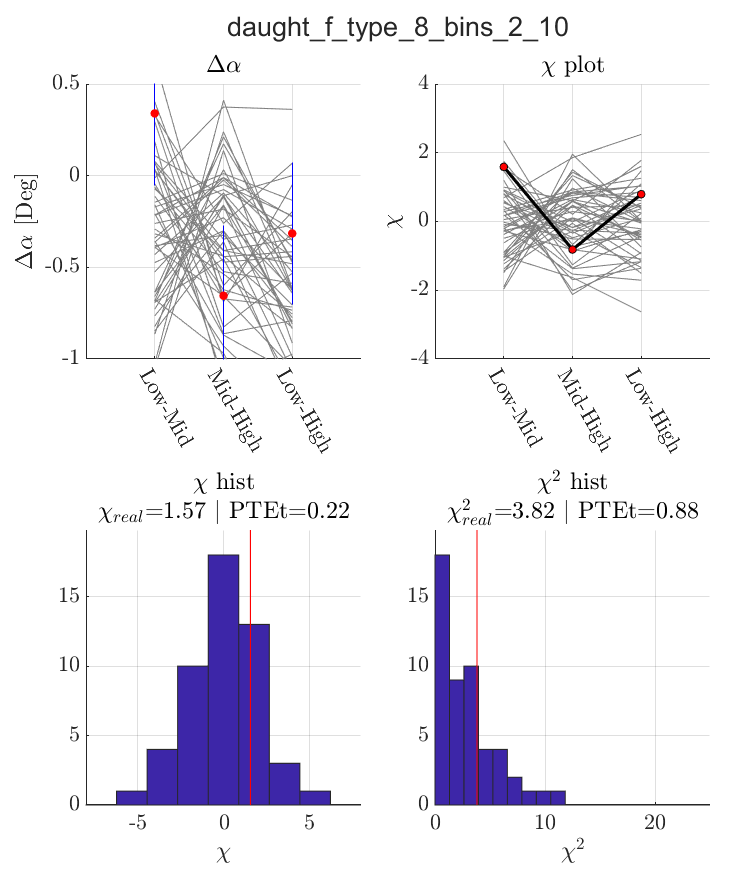 daught_f_type_8_bins_2_10
Δα
χ plot
0.5
0
-0.5
-1
Δα [Deg]
Low-Mid
Mid-High
Low-High
4
2
0
-2
-4
χ
Low-Mid
Mid-High
Low-High
χ hist
χreal=1.57 | PTEt=0.22
χ² hist
χ²real=3.82 | PTEt=0.88
15
10
5
0
-5
0
5
χ
15
10
5
0
0
10
20
χ²